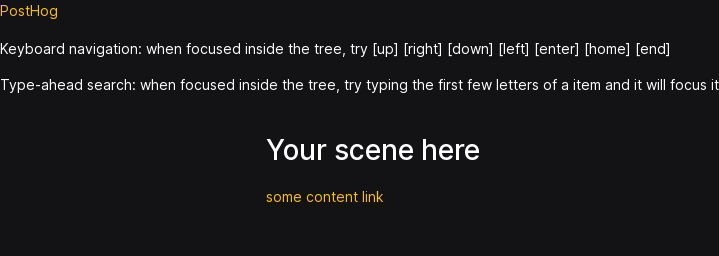 PostHog
Keyboard navigation: when focused inside the tree, try [up] [right] [down] [left] [enter] [home] [end]
Type-ahead search: when focused inside the tree, try typing the first few letters of a item and it will focus it
Your scene here
some content link